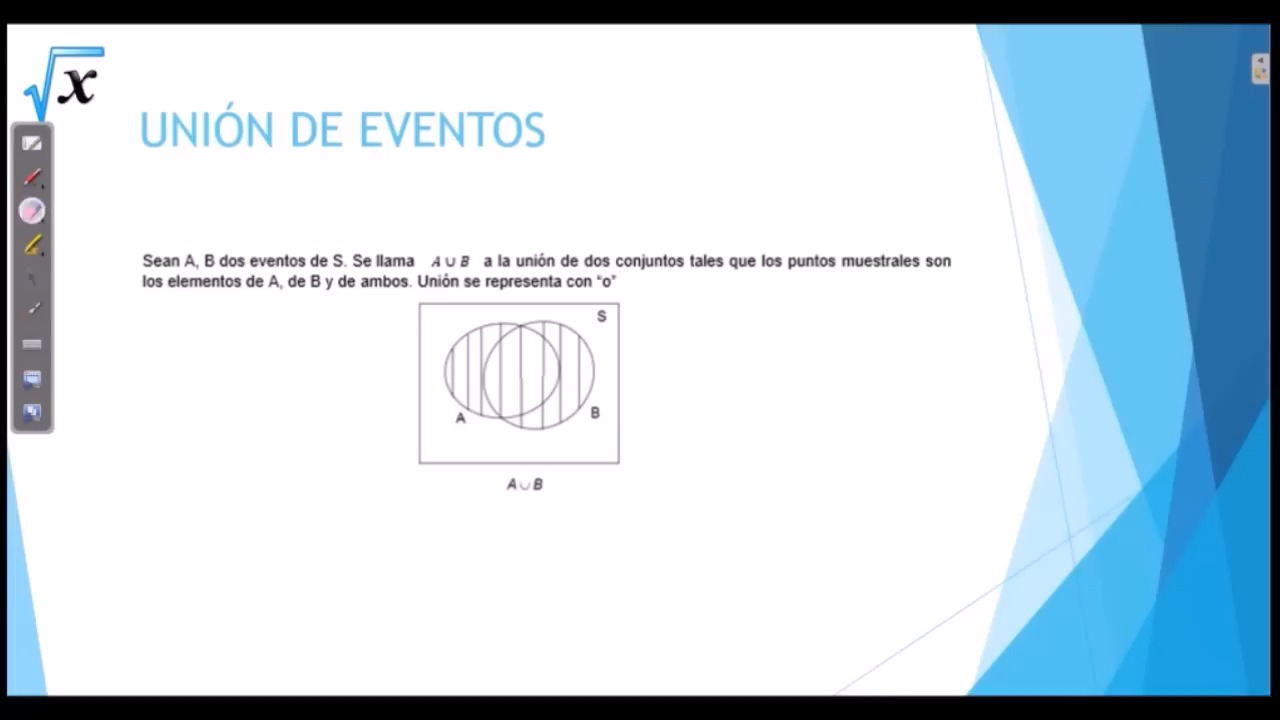 √x
UNIÓN DE EVENTOS
Sean A, B dos eventos de S. Se llama A ∪ B a la unión de dos conjuntos tales que los puntos muestrales son
los elementos de A, de B y de ambos. Unión se representa con “o”
S
A
B
A ∪ B